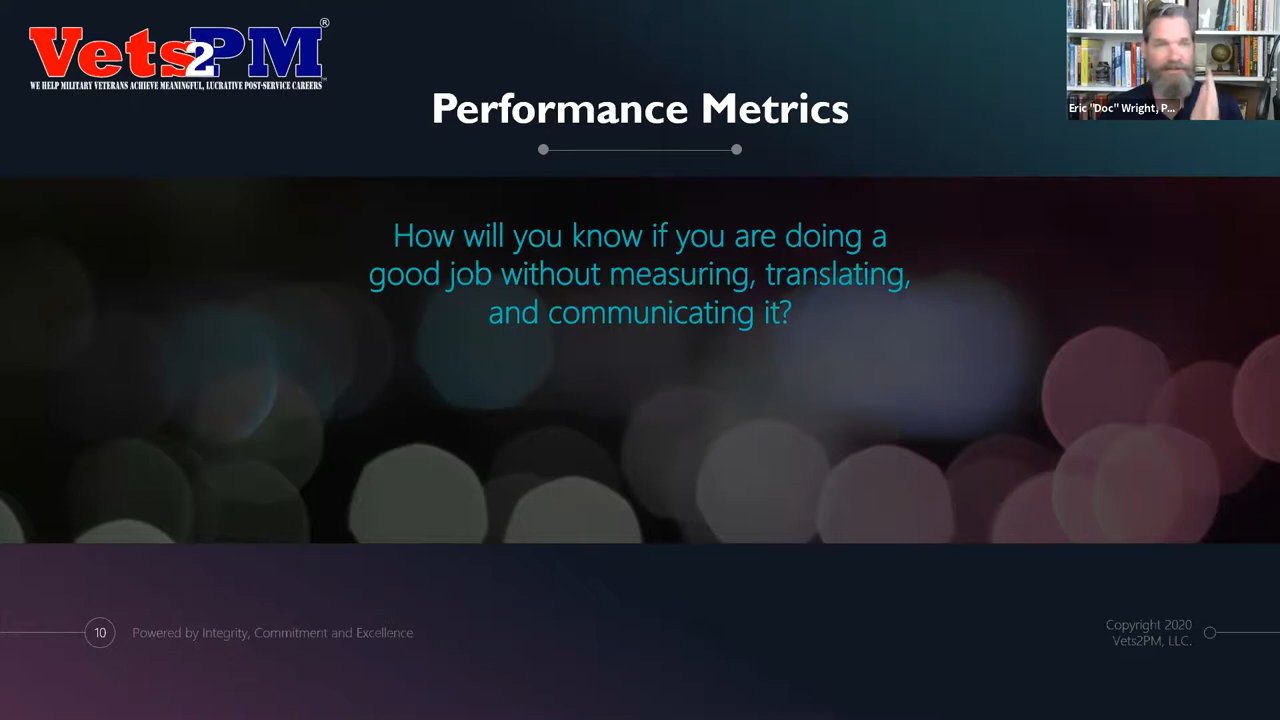 Vets2PM®
WE HELP MILITARY VETERANS ACHIEVE MEANINGFUL, LUCRATIVE POST-SERVICE CAREERS™
Eric "Doc" Wright, P...
Performance Metrics
How will you know if you are doing a
good job without measuring, translating,
and communicating it?
10
Powered by Integrity, Commitment and Excellence
Copyright 2020
Vets2PM, LLC.